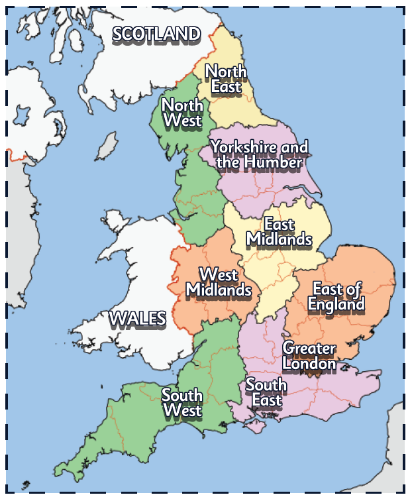 SCOTLAND
North
East
North
West
Yorkshire and
the Humber
East
Midlands
West
Midlands
East of
England
WALES
Greater
London
South
West
South
East